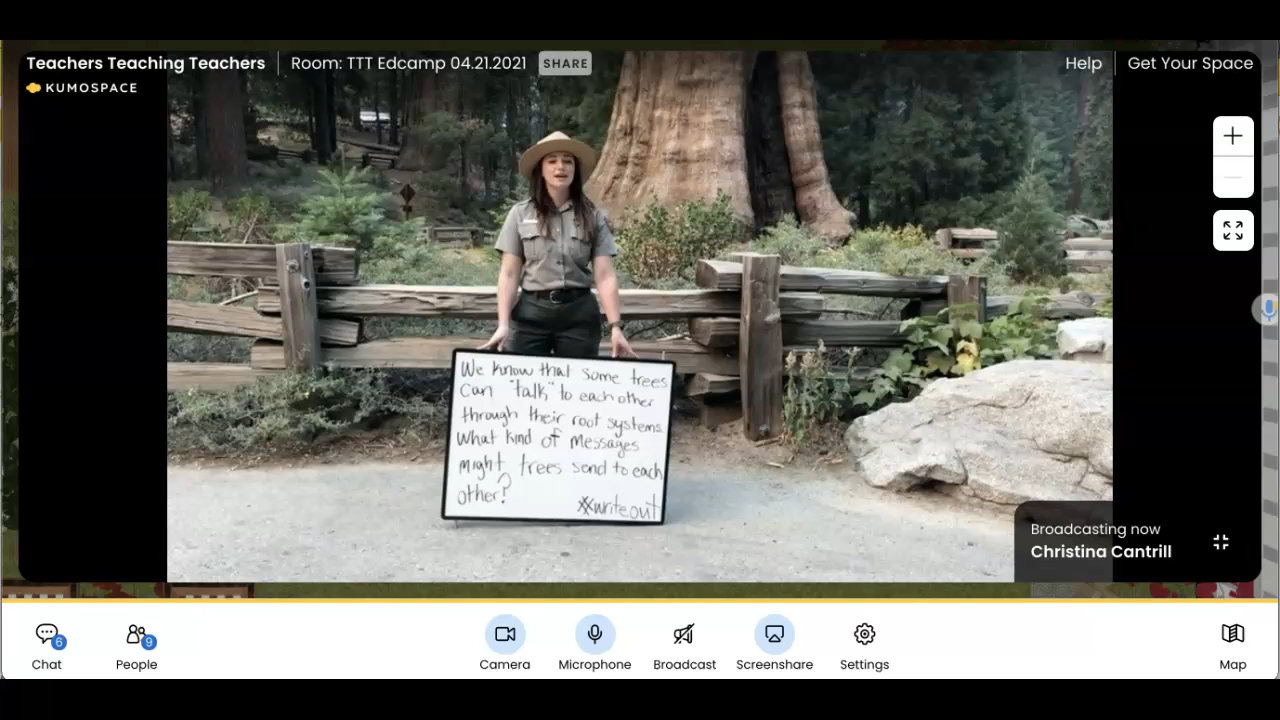 Teachers Teaching Teachers
Room: TTT Edcamp 04.21.2021
SHARE
Help
Get Your Space
KUMOSPACE
We know that some trees
can "talk" to each other
through their root systems.
What kind of messages
might trees send to each
other?
#writeout
Broadcasting now
Christina Cantrill
6
9
Chat
People
Camera
Microphone
Broadcast
Screenshare
Settings
Map